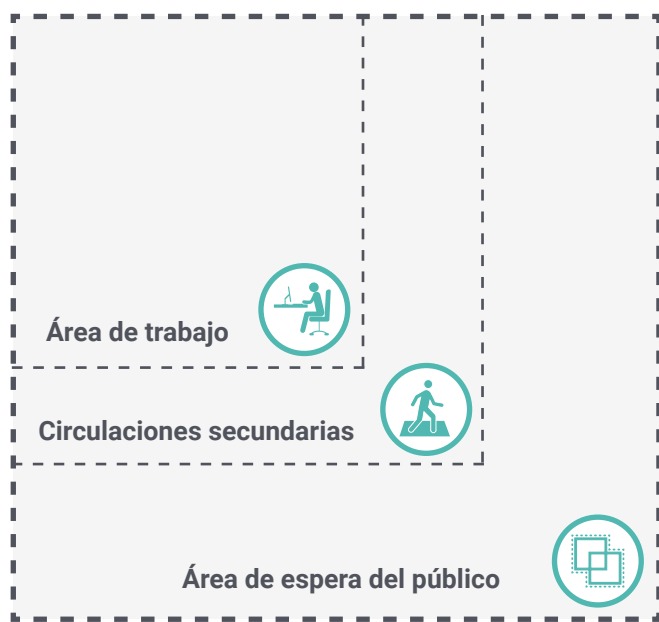 Área de trabajo
Circulaciones secundarias
Área de espera del público